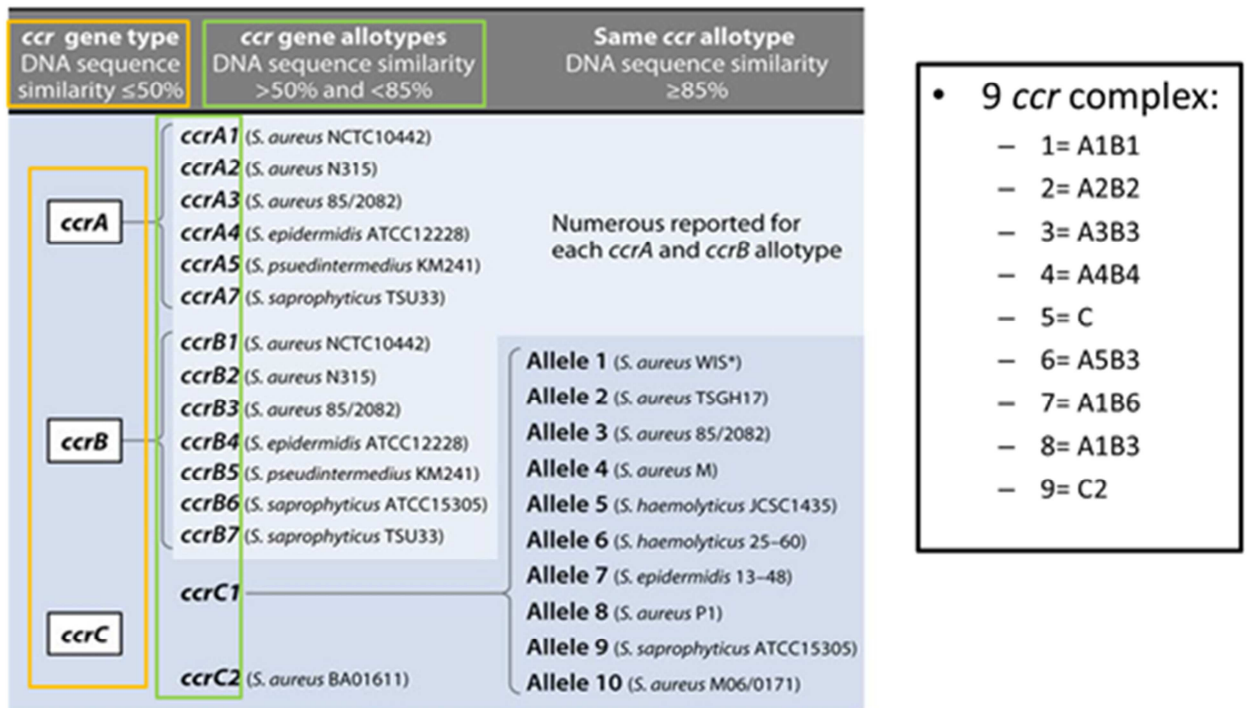 ccr gene type
DNA sequence
similarity ≤50%
ccr gene allotypes
DNA sequence similarity
>50% and <85%
Same ccr allotype
DNA sequence similarity
≥85%
ccrA
ccrA1 (S. aureus NCTC10442)
ccrA2 (S. aureus N315)
ccrA3 (S. aureus 85/2082)
ccrA4 (S. epidermidis ATCC12228)
ccrA5 (S. psuedintermedius KM241)
ccrA7 (S. saprophyticus TSU33)
Numerous reported for
each ccrA and ccrB allotype
ccrB
ccrB1 (S. aureus NCTC10442)
ccrB2 (S. aureus N315)
ccrB3 (S. aureus 85/2082)
ccrB4 (S. epidermidis ATCC12228)
ccrB5 (S. pseudintermedius KM241)
ccrB6 (S. saprophyticus ATCC15305)
ccrB7 (S. saprophyticus TSU33)
ccrC
ccrC1
ccrC2 (S. aureus BA01611)
Allele 1 (S. aureus WIS*)
Allele 2 (S. aureus TSGH17)
Allele 3 (S. aureus 85/2082)
Allele 4 (S. aureus M)
Allele 5 (S. haemolyticus JCSC1435)
Allele 6 (S. haemolyticus 25–60)
Allele 7 (S. epidermidis 13–48)
Allele 8 (S. aureus P1)
Allele 9 (S. saprophyticus ATCC15305)
Allele 10 (S. aureus M06/0171)
• 9 ccr complex:
– 1= A1B1
– 2= A2B2
– 3= A3B3
– 4= A4B4
– 5= C
– 6= A5B3
– 7= A1B6
– 8= A1B3
– 9= C2